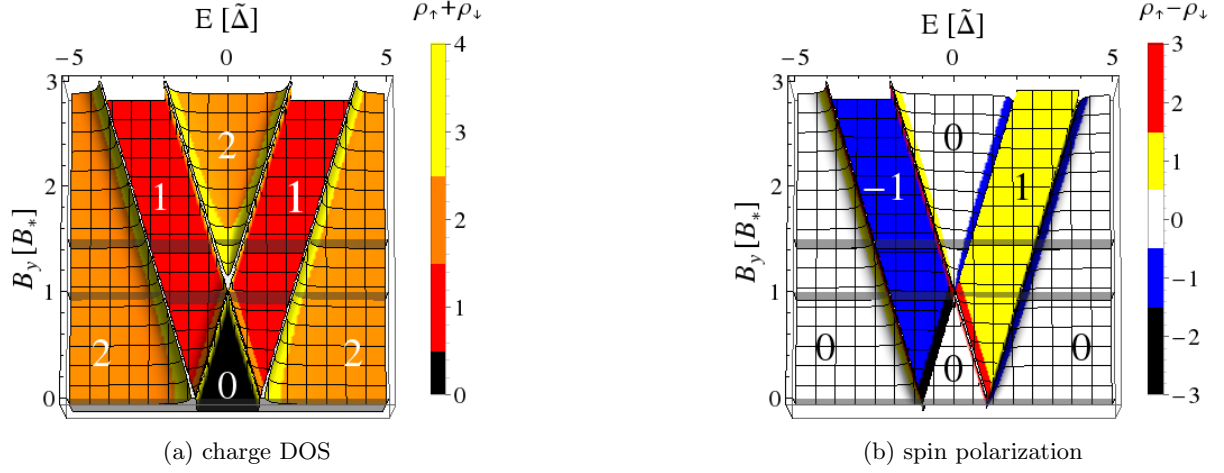 E [Δ̃]
ρ↑+ρ↓
−5 0 5
3
2
1
0
B_y [B_*]
2
1 1
2 2
0
4
3
2
1
0
(a) charge DOS
E [Δ̃]
ρ↑−ρ↓
−5 0 5
3
2
1
0
B_y [B_*]
0
−1 1
0 0
0
3
2
1
0
−1
−2
−3
(b) spin polarization